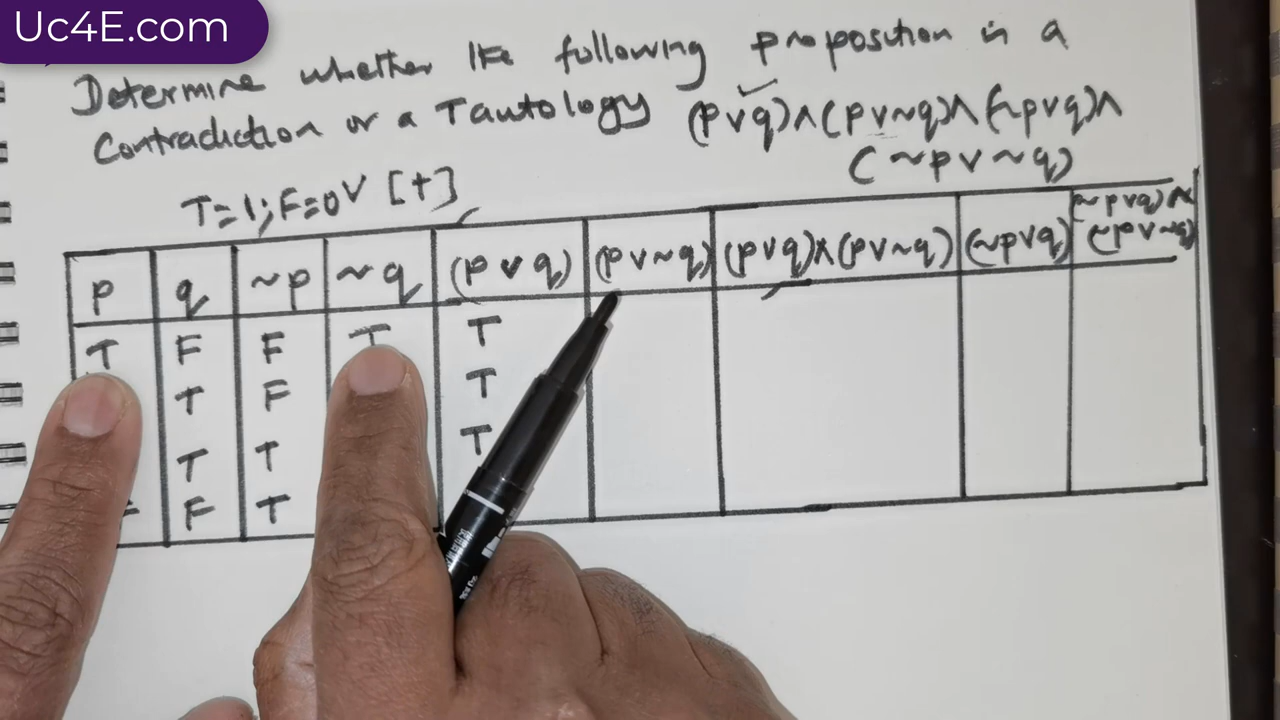 Uc4E.com
Determine whether the following proposition is a
Contradiction or a Tautology (p∨q)∧(p∨~q)∧(~p∨q)∧
(~p∨~q)
T=1; F=0 ∨ [+]
p q ~p ~q (p ∨ q) (p∨~q) (p∨q)∧(p∨~q) (~p∨q) (~p∨q)∧
(~p∨~q)
T F F T T
T F T
T T T
F T